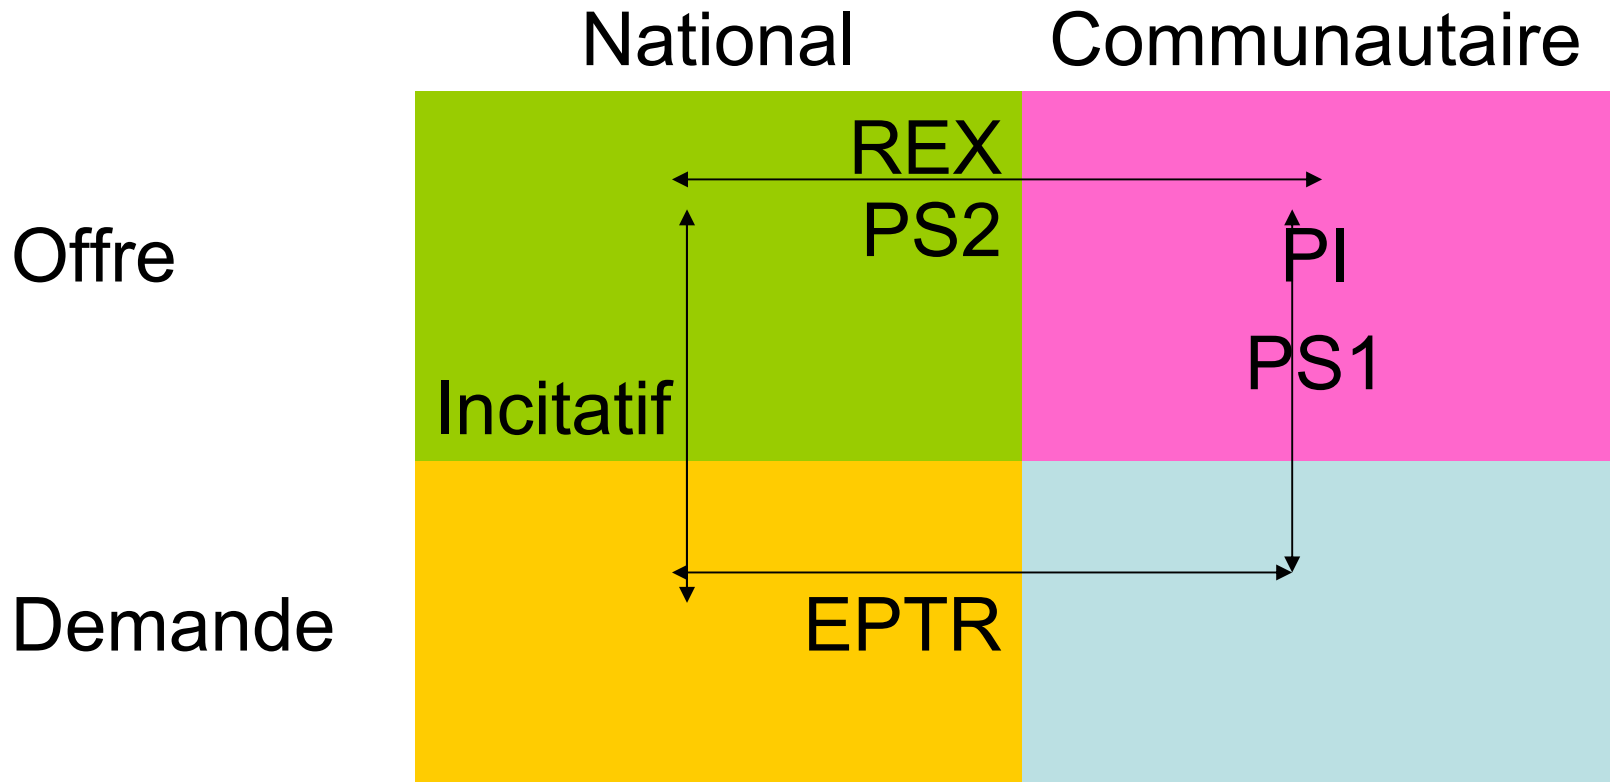 National Communautaire
REX
PS2
Offre
PI
PS1
Incitatif
Demande
EPTR